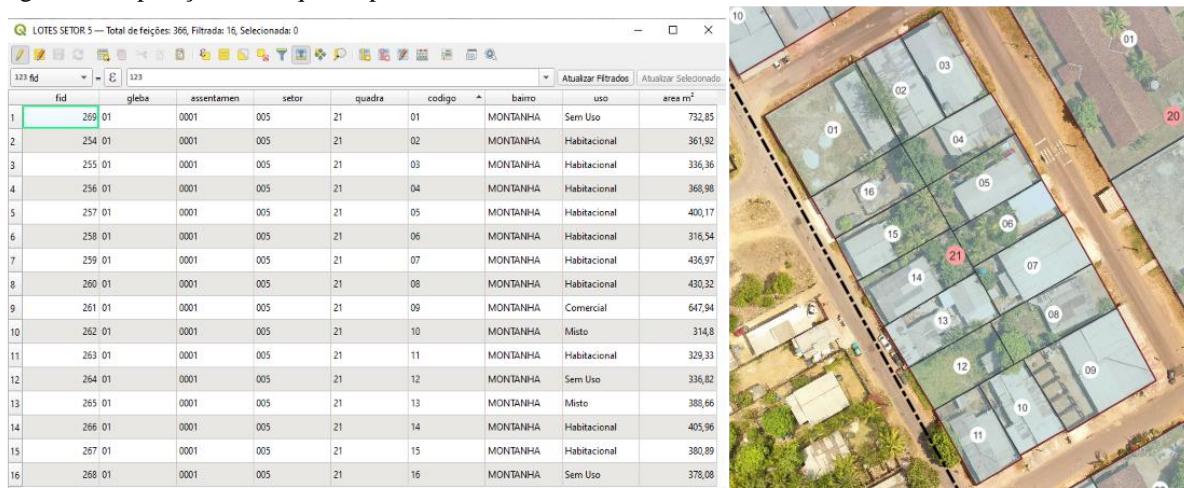 LOTES SETOR 5 — Total de feições: 366, Filtrada: 16, Selecionada: 0
123 fid = ε 123 Atualizar Filtrados Atualizar Selecionado
fid gleba assentamen setor quadra codigo bairro uso area m²
1 269 01 0001 005 21 01 MONTANHA Sem Uso 732,85
2 254 01 0001 005 21 02 MONTANHA Habitacional 361,92
3 255 01 0001 005 21 03 MONTANHA Habitacional 336,36
4 256 01 0001 005 21 04 MONTANHA Habitacional 368,98
5 257 01 0001 005 21 05 MONTANHA Habitacional 400,17
6 258 01 0001 005 21 06 MONTANHA Habitacional 316,54
7 259 01 0001 005 21 07 MONTANHA Habitacional 436,97
8 260 01 0001 005 21 08 MONTANHA Habitacional 430,32
9 261 01 0001 005 21 09 MONTANHA Comercial 647,94
10 262 01 0001 005 21 10 MONTANHA Misto 314,8
11 263 01 0001 005 21 11 MONTANHA Habitacional 329,33
12 264 01 0001 005 21 12 MONTANHA Sem Uso 336,82
13 265 01 0001 005 21 13 MONTANHA Misto 388,66
14 266 01 0001 005 21 14 MONTANHA Habitacional 405,96
15 267 01 0001 005 21 15 MONTANHA Habitacional 380,89
16 268 01 0001 005 21 16 MONTANHA Sem Uso 378,08
10
01
03
02
20
01
04
16
05
15
06
21
07
14
08
13
12
09
10
11